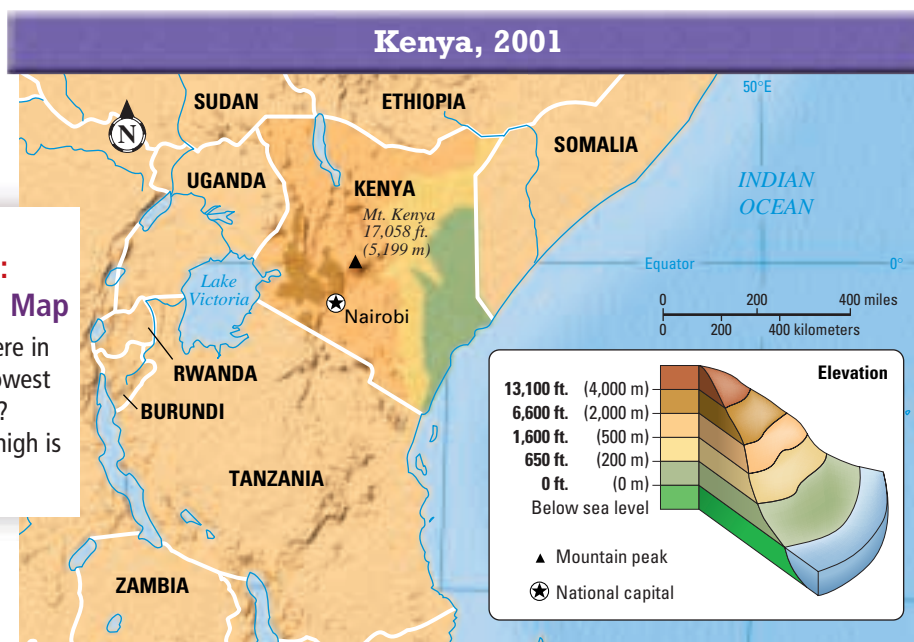 Kenya, 2001
N
SUDAN
ETHIOPIA
SOMALIA
50°E
UGANDA
KENYA
Mt. Kenya
17,058 ft.
(5,199 m)
INDIAN
OCEAN
Equator
0°
Lake
Victoria
Nairobi
RWANDA
BURUNDI
TANZANIA
ZAMBIA
0 200 400 miles
0 200 400 kilometers
:
Map
ere in
owest
?
high is
Elevation
13,100 ft. (4,000 m)
6,600 ft. (2,000 m)
1,600 ft. (500 m)
650 ft. (200 m)
0 ft. (0 m)
Below sea level
Mountain peak
National capital